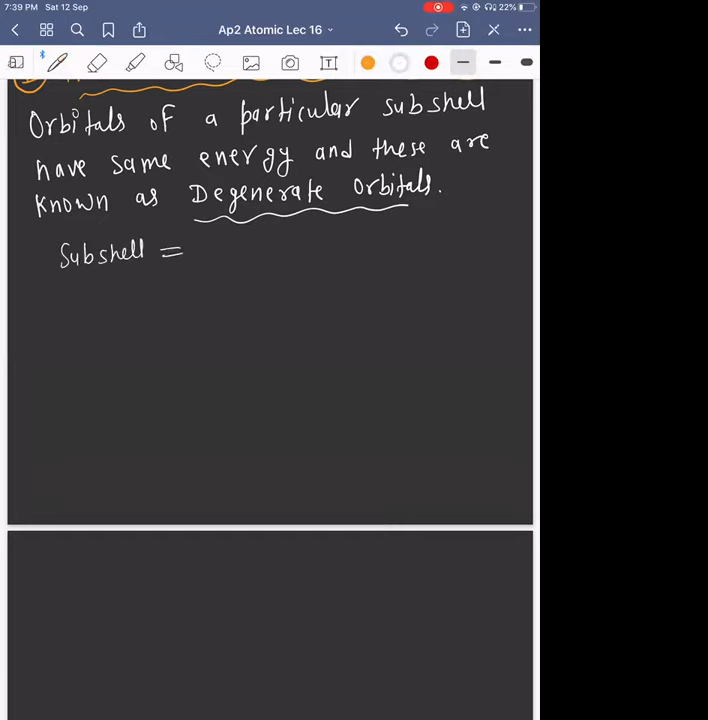 7:39 PM Sat 12 Sep
22%
Ap2 Atomic Lec 16
T
Orbitals of a particular subshell
have same energy and these are
known as Degenerate Orbitals.
Subshell =